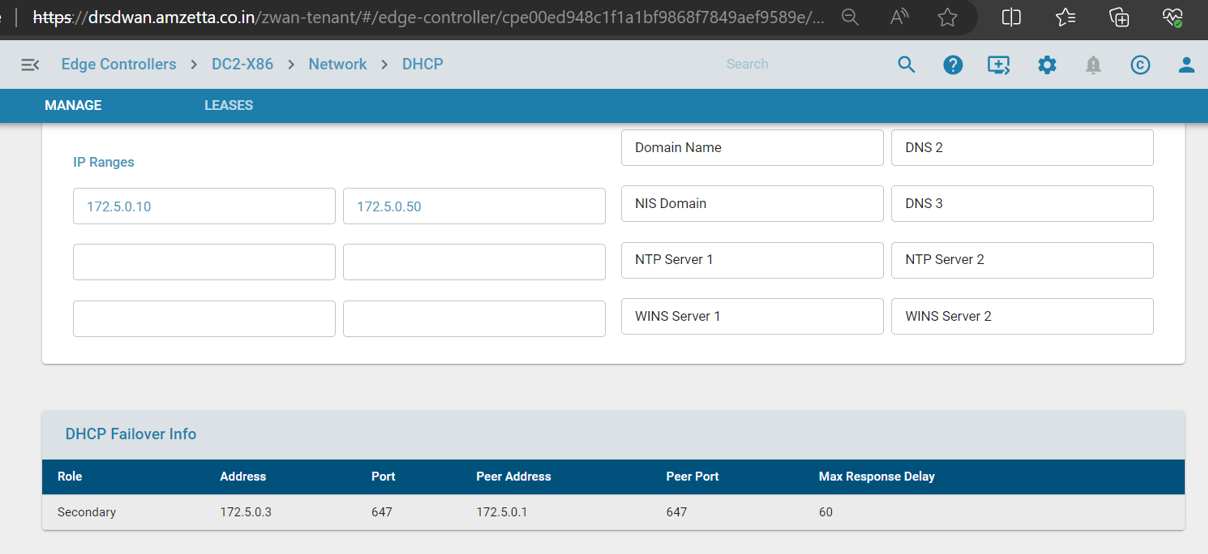 https://drsdwan.amzetta.co.in/zwan-tenant/#/edge-controller/cpe00ed948c1f1a1bf9868f7849aef9589e/...
Edge Controllers > DC2-X86 > Network > DHCP Search
MANAGE LEASES
Domain Name DNS 2
IP Ranges
172.5.0.10 172.5.0.50 NIS Domain DNS 3
NTP Server 1 NTP Server 2
WINS Server 1 WINS Server 2
DHCP Failover Info
Role Address Port Peer Address Peer Port Max Response Delay
Secondary 172.5.0.3 647 172.5.0.1 647 60